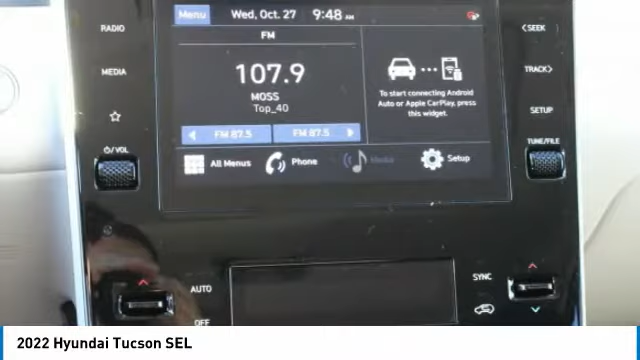 Menu Wed, Oct. 27 9:48 AM
FM
107.9
MOSS
Top_40
FM 87.5 FM 87.5
To start connecting Android
Auto or Apple CarPlay, press
this widget.
All Menus Phone Media Setup
RADIO
MEDIA
⏻/VOL
<SEEK
TRACK>
SETUP
TUNE/FILE
AUTO
OFF
SYNC
2022 Hyundai Tucson SEL